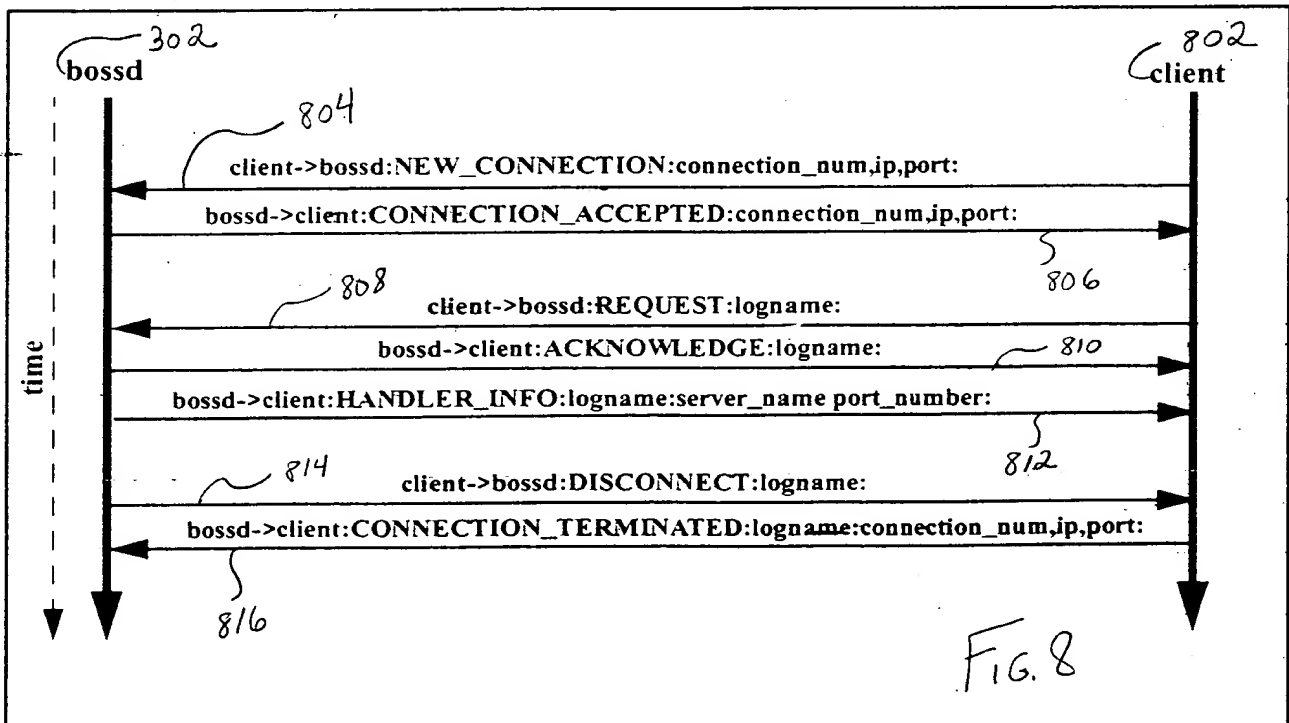 302
bossd
802
client
804
client->bossd:NEW_CONNECTION:connection_num,ip,port:
bossd->client:CONNECTION_ACCEPTED:connection_num,ip,port:
806
808
client->bossd:REQUEST:logname:
bossd->client:ACKNOWLEDGE:logname:
810
time
bossd->client:HANDLER_INFO:logname:server_name port_number:
812
814
client->bossd:DISCONNECT:logname:
bossd->client:CONNECTION_TERMINATED:logname:connection_num,ip,port:
816
FIG. 8